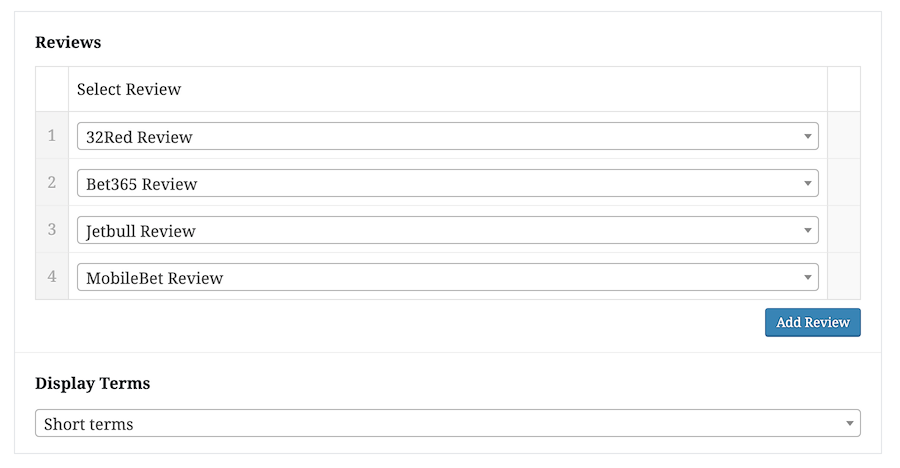 Reviews
Select Review
1 32Red Review
2 Bet365 Review
3 Jetbull Review
4 MobileBet Review
Add Review
Display Terms
Short terms